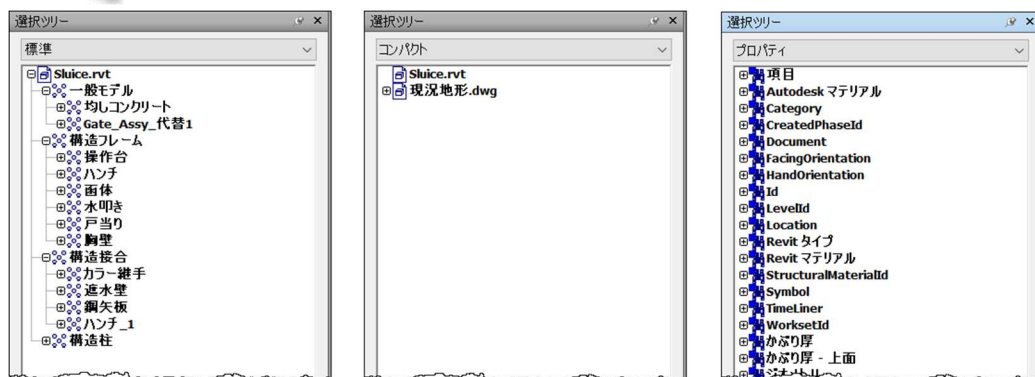 選択ツリー
標準
Sluice.rvt
一般モデル
均しコンクリート
Gate_Assy_代替1
構造フレーム
操作台
ハンチ
函体
水叩き
戸当り
胸壁
構造接合
カラー継手
遮水壁
鋼矢板
ハンチ_1
構造柱
選択ツリー
コンパクト
Sluice.rvt
現況地形.dwg
選択ツリー
プロパティ
項目
Autodesk マテリアル
Category
CreatedPhaseId
Document
FacingOrientation
HandOrientation
Id
LevelId
Location
Revit タイプ
Revit マテリアル
StructuralMaterialId
Symbol
TimeLiner
WorksetId
かぶり厚
かぶり厚 - 上面